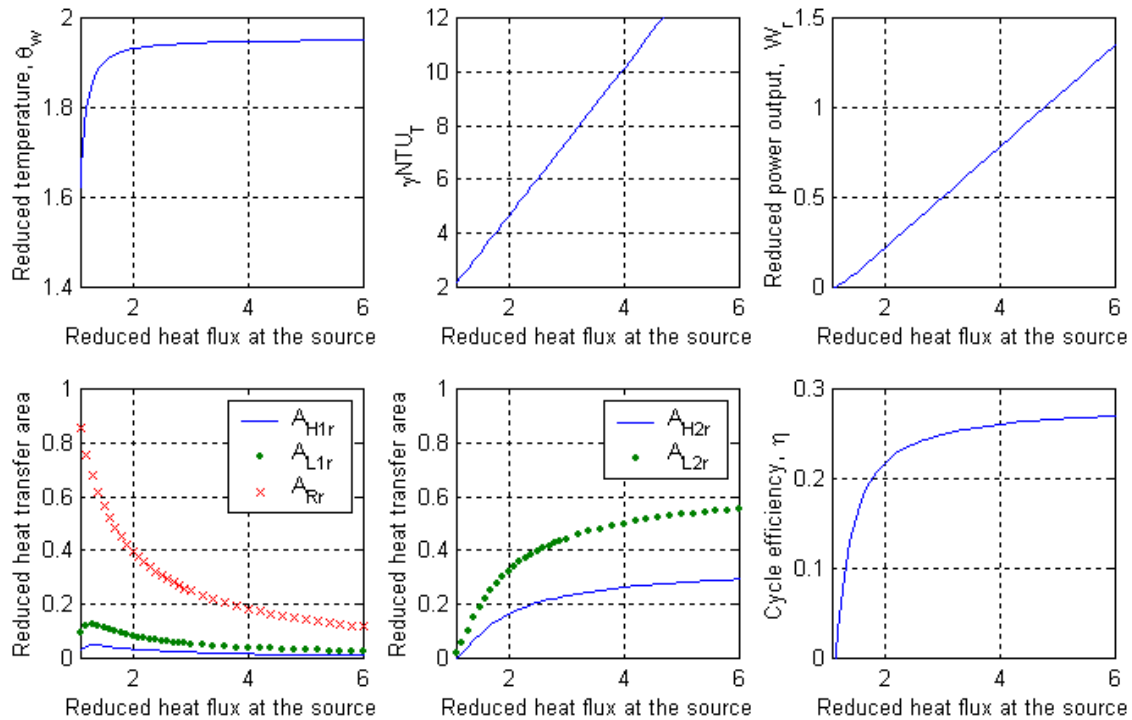 Reduced temperature, θw
2
1.8
1.6
1.4
2
4
6
Reduced heat flux at the source
γNTUT
12
10
8
6
4
2
2
4
6
Reduced heat flux at the source
Reduced power output, Wr
1.5
1
0.5
0
2
4
6
Reduced heat flux at the source
Reduced heat transfer area
1
0.8
0.6
0.4
0.2
0
AH1r
AL1r
ARr
2
4
6
Reduced heat flux at the source
Reduced heat transfer area
1
0.8
0.6
0.4
0.2
0
AH2r
AL2r
2
4
6
Reduced heat flux at the source
Cycle efficiency, η
0.3
0.2
0.1
0
2
4
6
Reduced heat flux at the source